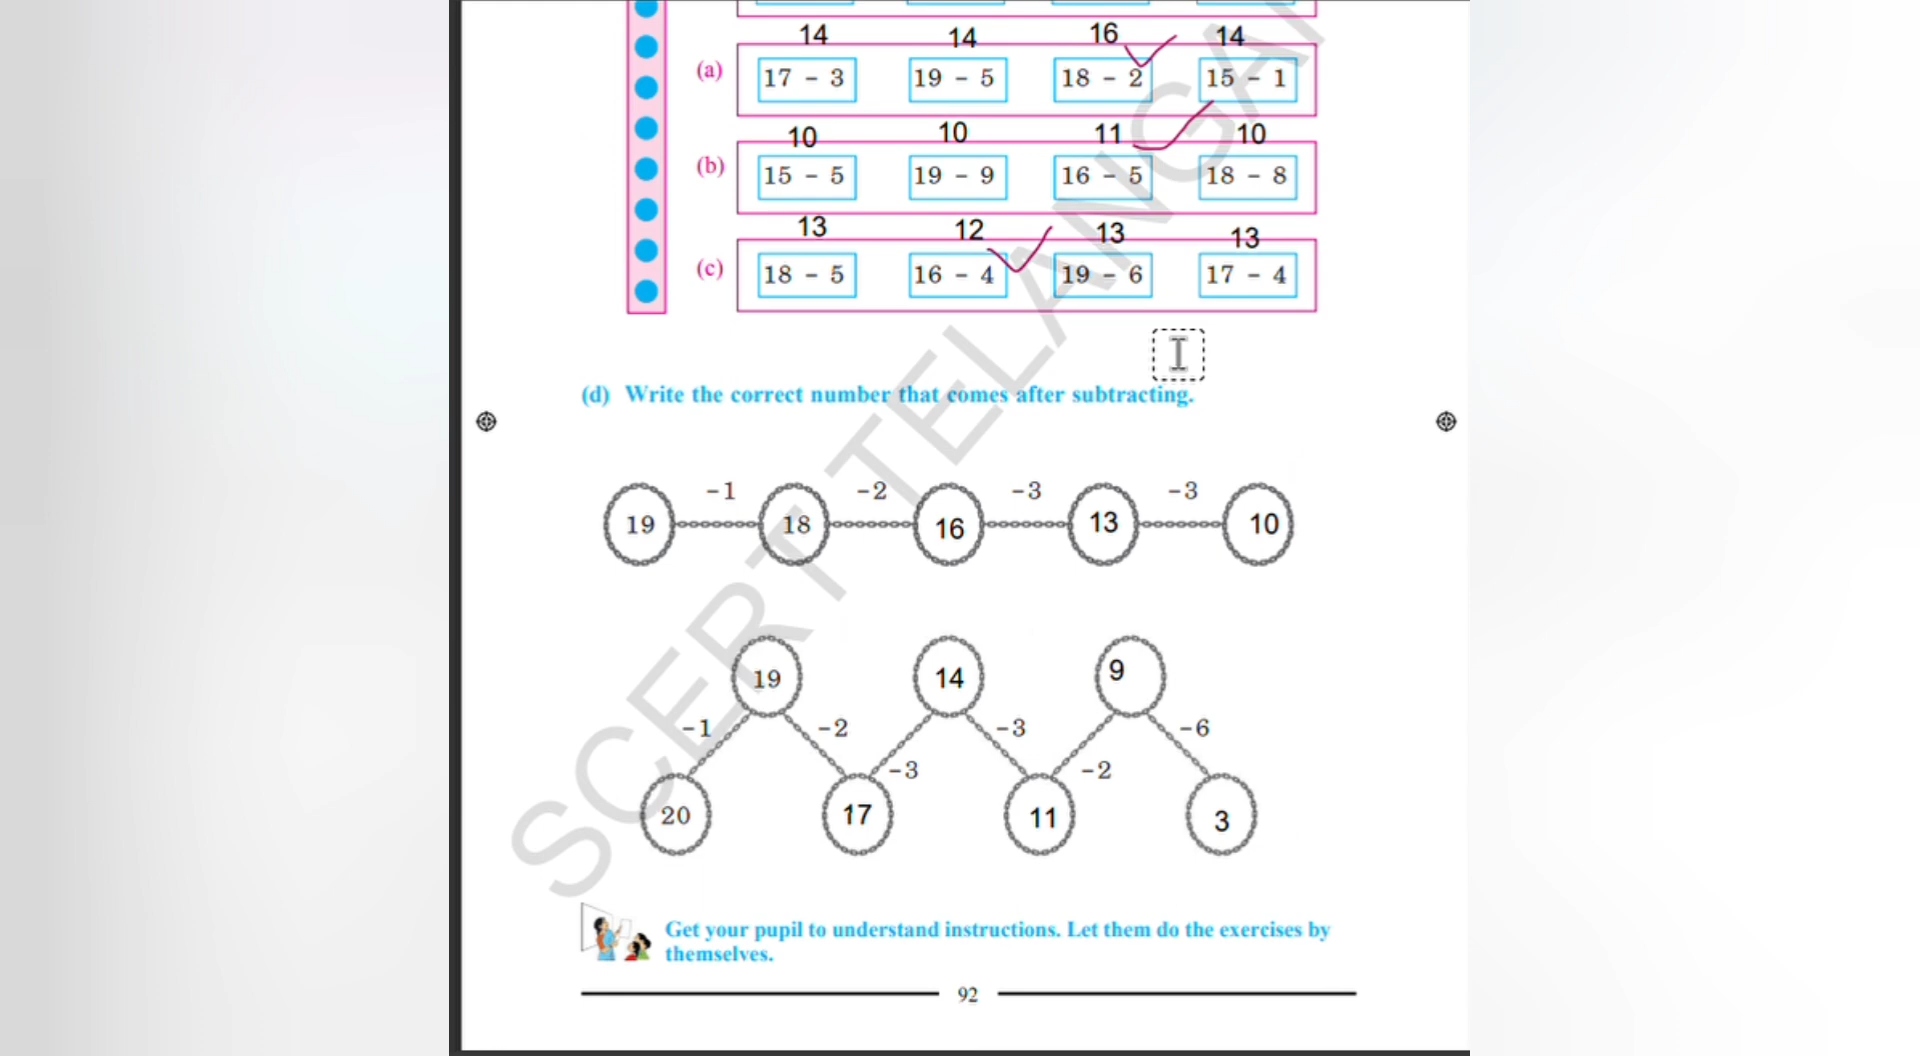 14 14 16 14
(a) 17 - 3 19 - 5 18 - 2 15 - 1
10 10 11 10
(b) 15 - 5 19 - 9 16 - 5 18 - 8
13 12 13 13
(c) 18 - 5 16 - 4 19 - 6 17 - 4
(d) Write the correct number that comes after subtracting.
-1 -2 -3 -3
19 18 16 13 10
19 14 9
-1 -2 -3 -6
-3 -2
20 17 11 3
Get your pupil to understand instructions. Let them do the exercises by
themselves.
92
SCERT TELANGAN